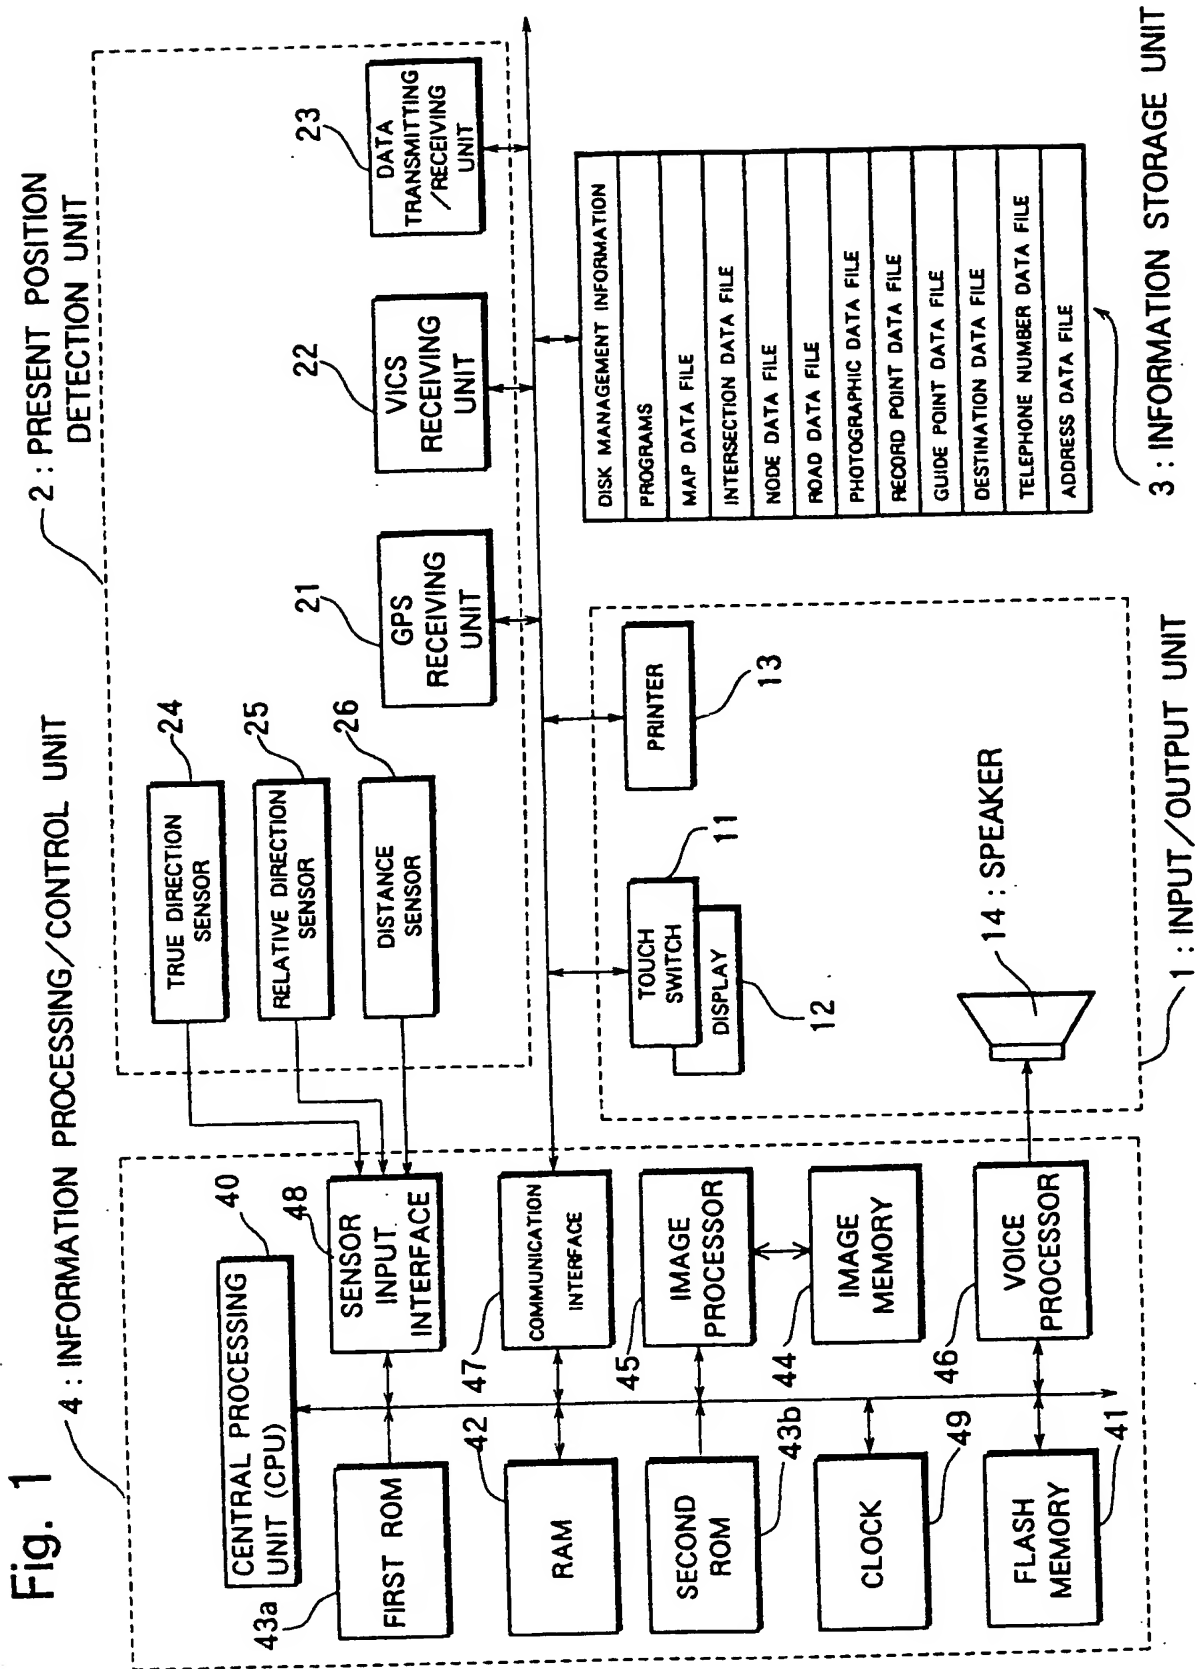 Fig. 1
4 : INFORMATION PROCESSING/CONTROL UNIT
2 : PRESENT POSITION
DETECTION UNIT
40
CENTRAL PROCESSING
UNIT (CPU)
43a
FIRST ROM
42
RAM
SECOND
ROM
43b
CLOCK
49
FLASH
MEMORY
41
48
SENSOR
INPUT
INTERFACE
47
COMMUNICATION
INTERFACE
45
IMAGE
PROCESSOR
44
IMAGE
MEMORY
46
VOICE
PROCESSOR
24
TRUE DIRECTION
SENSOR
25
RELATIVE DIRECTION
SENSOR
26
DISTANCE
SENSOR
21
GPS
RECEIVING
UNIT
22
VICS
RECEIVING
UNIT
23
DATA
TRANSMITTING
/RECEIVING
UNIT
11
TOUCH
SWITCH
DISPLAY
12
PRINTER
13
14 : SPEAKER
1 : INPUT/OUTPUT UNIT
DISK MANAGEMENT INFORMATION
PROGRAMS
MAP DATA FILE
INTERSECTION DATA FILE
NODE DATA FILE
ROAD DATA FILE
PHOTOGRAPHIC DATA FILE
RECORD POINT DATA FILE
GUIDE POINT DATA FILE
DESTINATION DATA FILE
TELEPHONE NUMBER DATA FILE
ADDRESS DATA FILE
3 : INFORMATION STORAGE UNIT